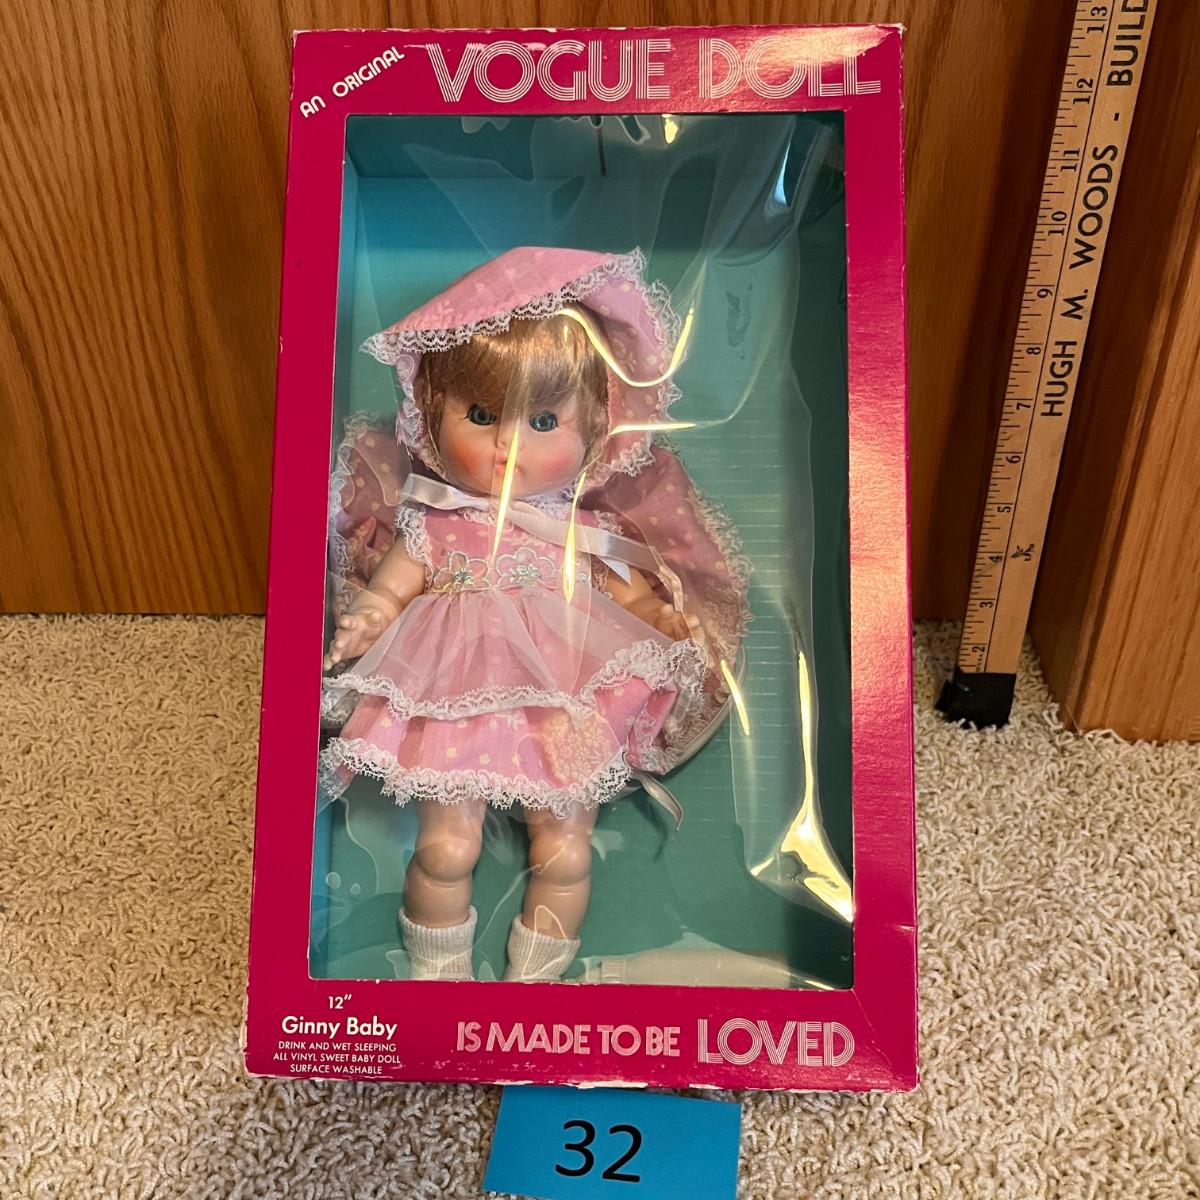 AN ORIGINAL VOGUE DOLL
12"
Ginny Baby
DRINK AND WET SLEEPING
ALL VINYL SWEET BABY DOLL
SURFACE WASHABLE
IS MADE TO BE LOVED
32
HUGH M. WOODS - BUILD
13
12
11
10
9
8
7
6
5
4
3
2